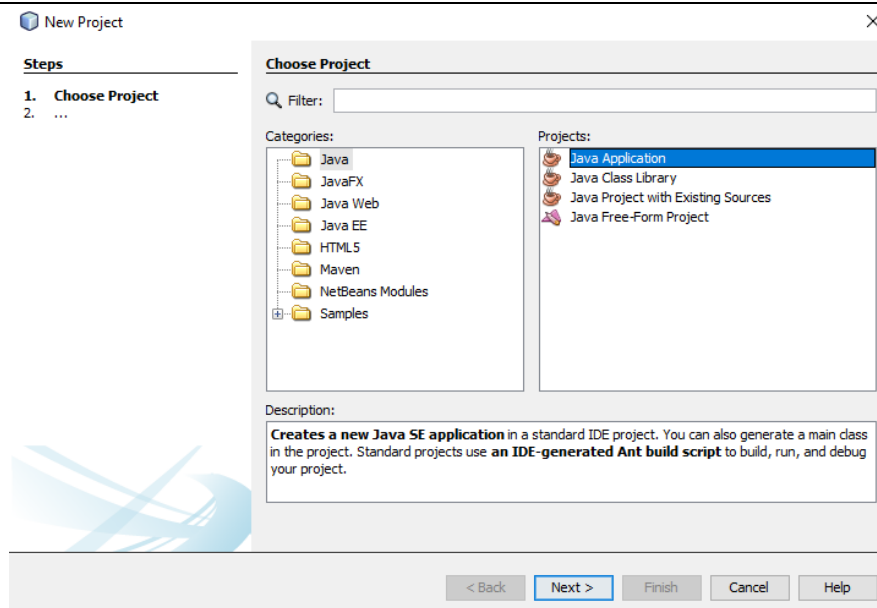 New Project
Steps
1. Choose Project
2. ...
Choose Project
Filter:
Categories:
Java
JavaFX
Java Web
Java EE
HTML5
Maven
NetBeans Modules
Samples
Projects:
Java Application
Java Class Library
Java Project with Existing Sources
Java Free-Form Project
Description:
Creates a new Java SE application in a standard IDE project. You can also generate a main class
in the project. Standard projects use an IDE-generated Ant build script to build, run, and debug
your project.
< Back
Next >
Finish
Cancel
Help